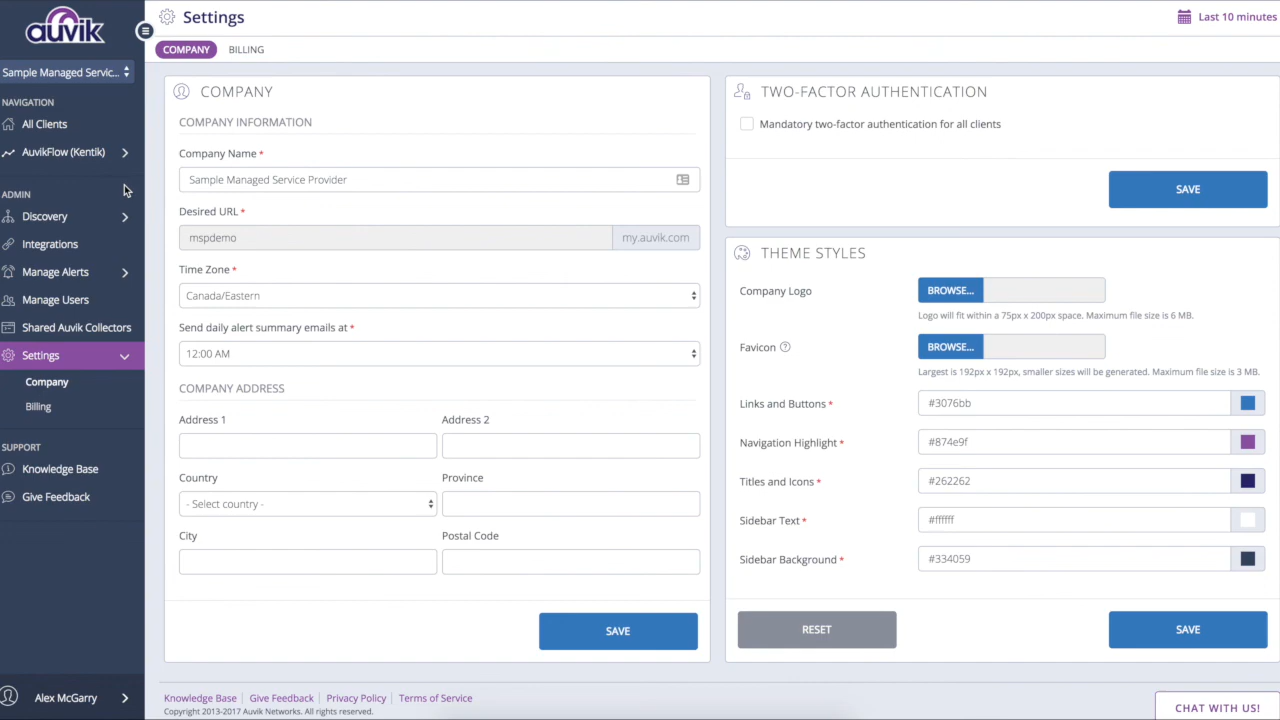 auvik
Sample Managed Servic...
NAVIGATION
All Clients
AuvikFlow (Kentik)
ADMIN
Discovery
Integrations
Manage Alerts
Manage Users
Shared Auvik Collectors
Settings
Company
Billing
SUPPORT
Knowledge Base
Give Feedback
Alex McGarry
Settings
Last 10 minutes
COMPANY
BILLING
COMPANY
COMPANY INFORMATION
Company Name *
Sample Managed Service Provider
Desired URL *
mspdemo
my.auvik.com
Time Zone *
Canada/Eastern
Send daily alert summary emails at *
12:00 AM
COMPANY ADDRESS
Address 1
Address 2
Country
Province
- Select country -
City
Postal Code
SAVE
TWO-FACTOR AUTHENTICATION
Mandatory two-factor authentication for all clients
SAVE
THEME STYLES
Company Logo
BROWSE...
Logo will fit within a 75px x 200px space. Maximum file size is 6 MB.
Favicon
BROWSE...
Largest is 192px x 192px, smaller sizes will be generated. Maximum file size is 3 MB.
Links and Buttons *
#3076bb
Navigation Highlight *
#874e9f
Titles and Icons *
#262262
Sidebar Text *
#ffffff
Sidebar Background *
#334059
RESET
SAVE
Knowledge Base
Give Feedback
Privacy Policy
Terms of Service
Copyright 2013-2017 Auvik Networks. All rights reserved.
CHAT WITH US!